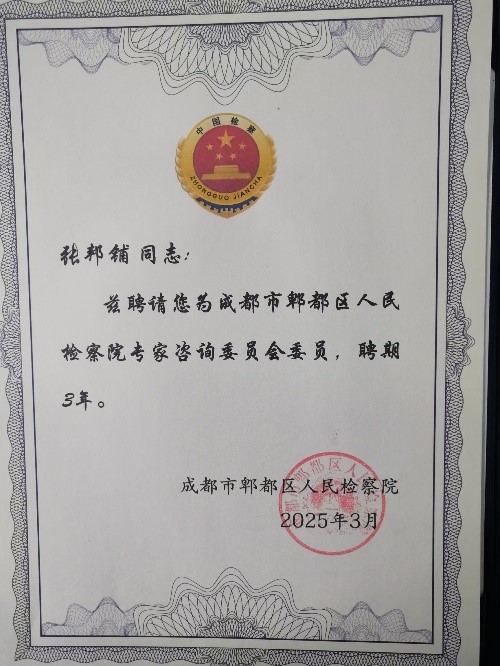 中国检察
ZHONGGUO JIANCHA
张邦铺同志：
兹聘请您为成都市郫都区人民
检察院专家咨询委员会委员，聘期
3年。
成都市郫都区人民检察院
2025年3月